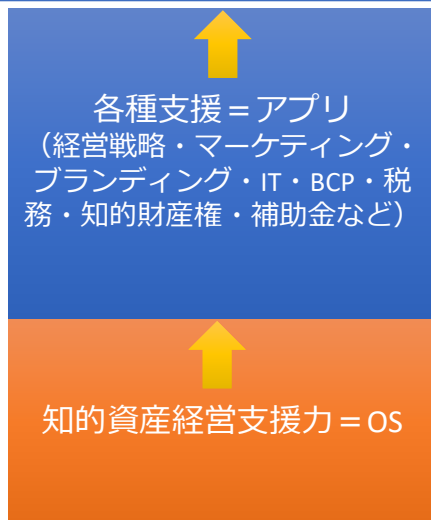 各種支援＝アプリ
（経営戦略・マーケティング・
ブランディング・IT・BCP・税
務・知的財産権・補助金など）
知的資産経営支援力＝OS